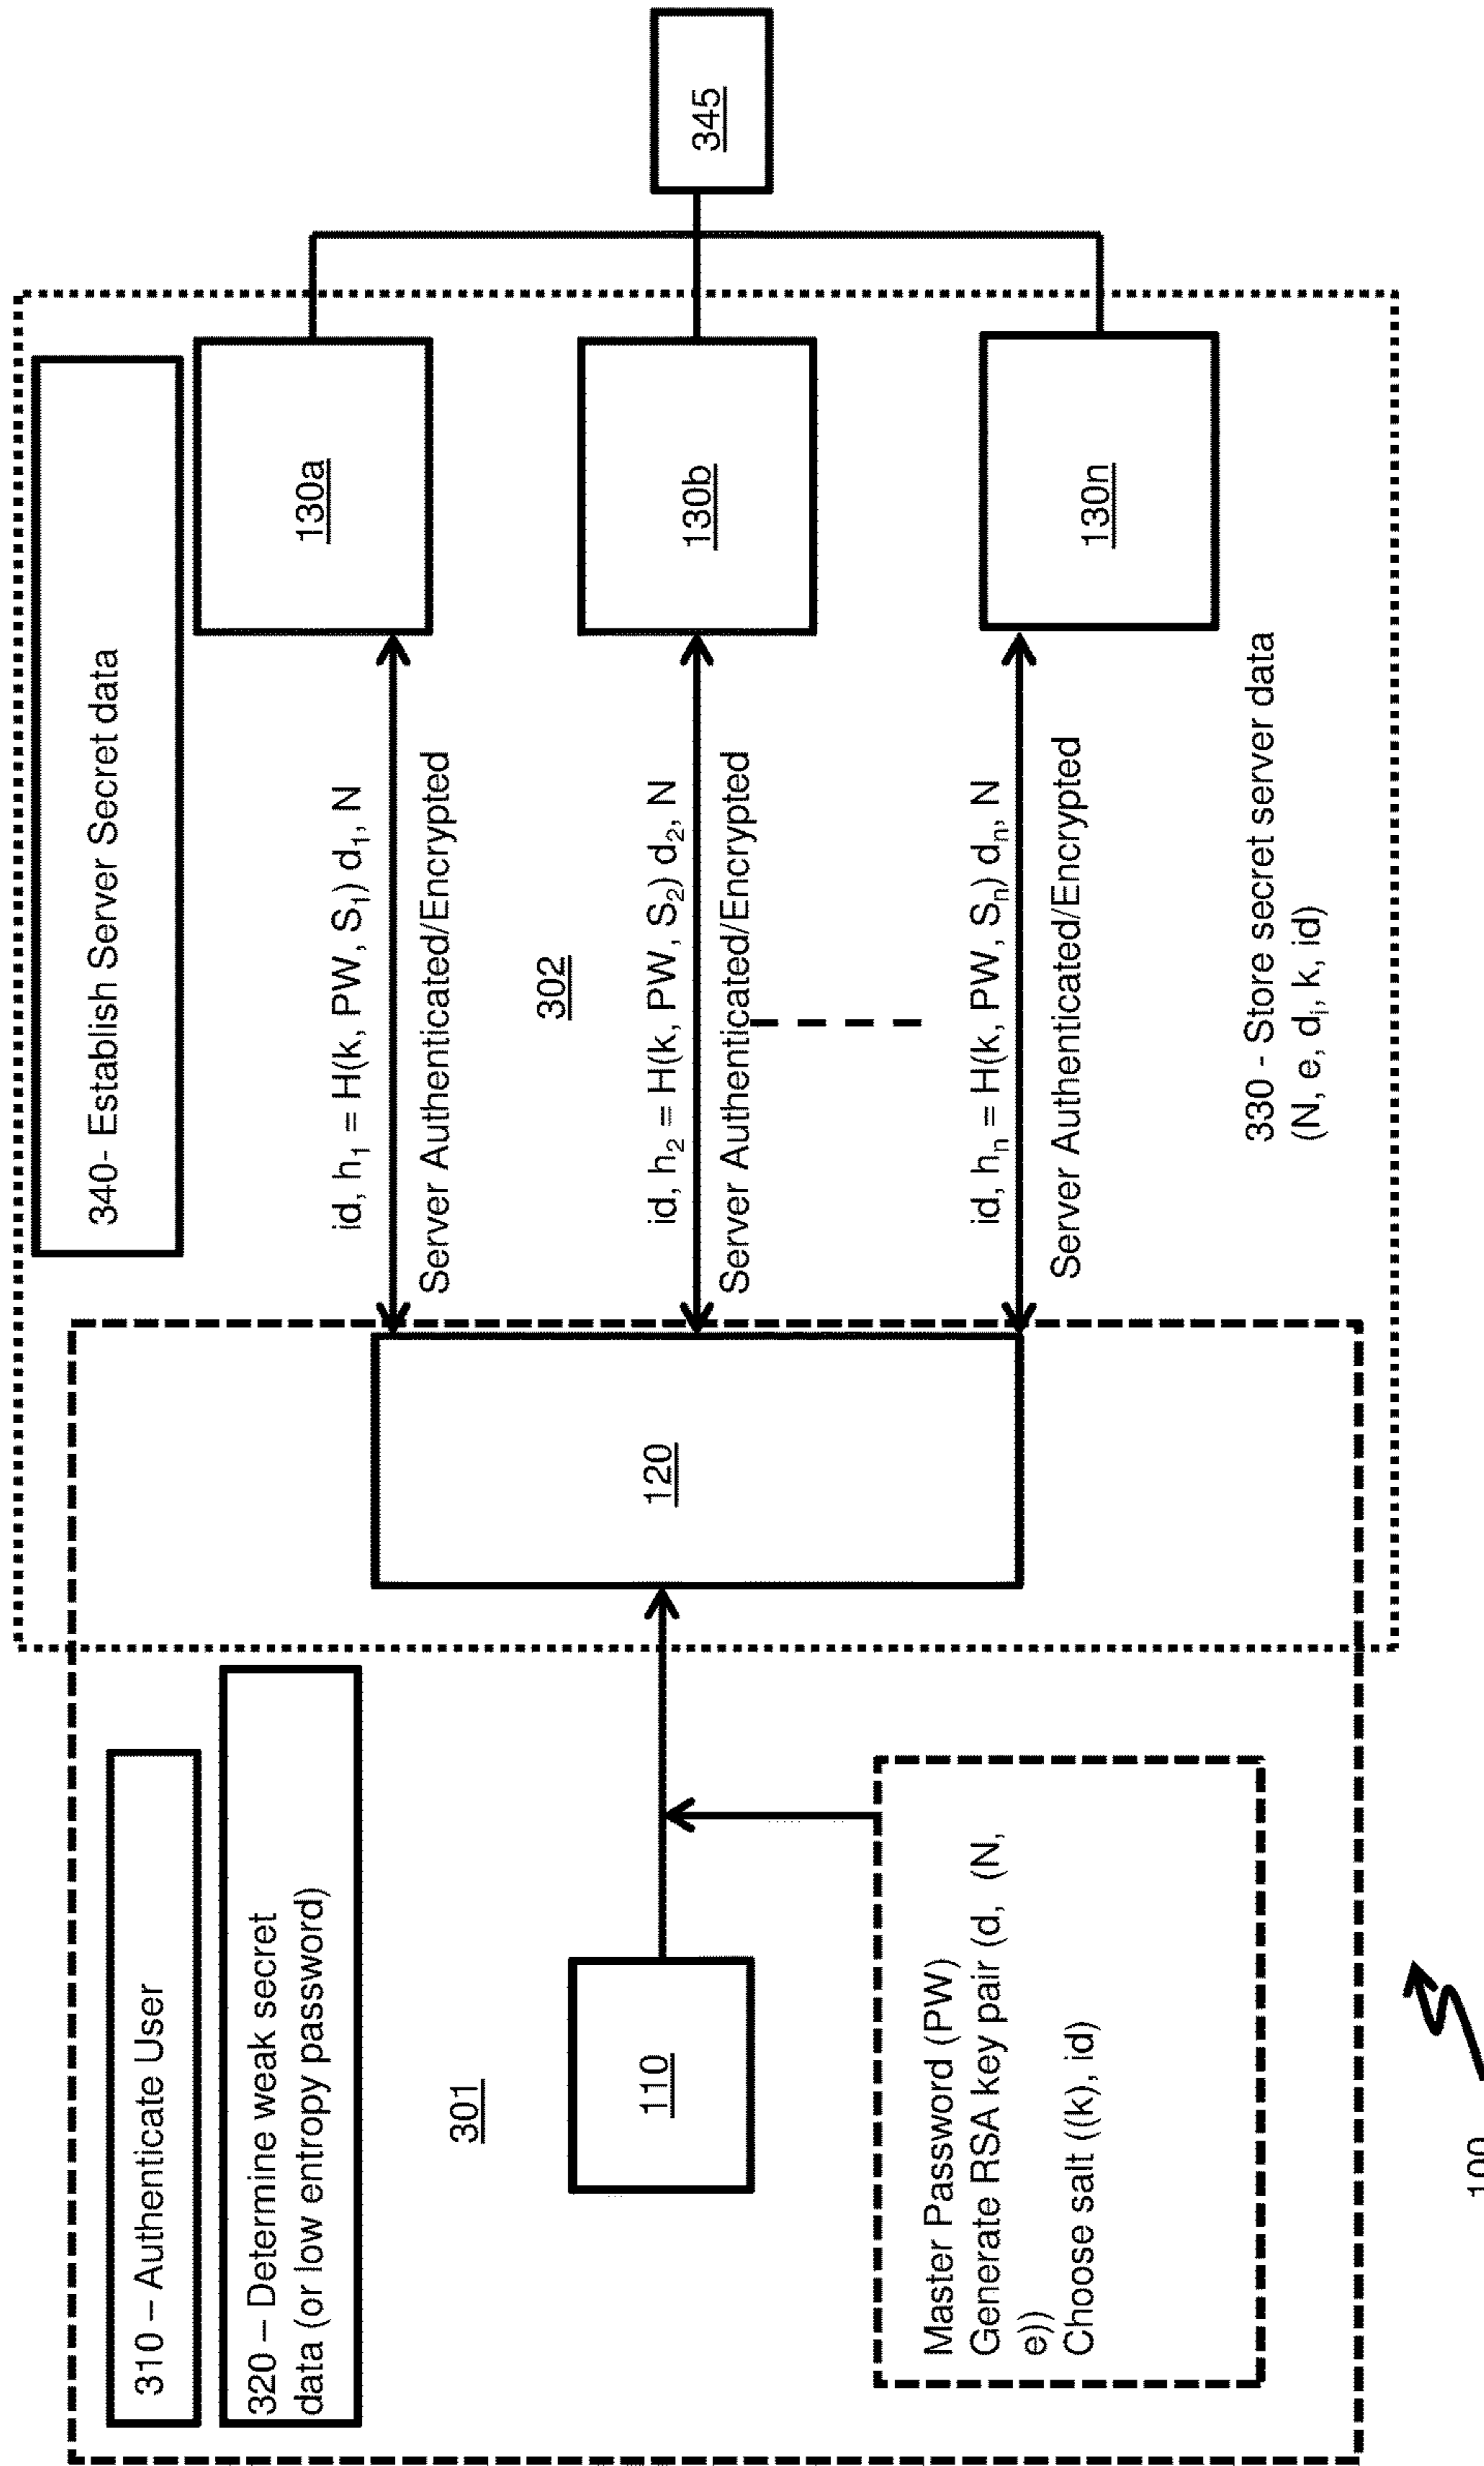 310 – Authenticate User
320 – Determine weak secret
data (or low entropy password)
301
110
Master Password (PW)
Generate RSA key pair (d, (N,
e))
Choose salt ((k), id)
120
340- Establish Server Secret data
id, h₁ = H(k, PW, S₁) d₁, N
Server Authenticated/Encrypted
302
id, h₂ = H(k, PW, S₂) d₂, N
Server Authenticated/Encrypted
id, hₙ = H(k, PW, Sₙ) dₙ, N
Server Authenticated/Encrypted
330 - Store secret server data
(N, e, dᵢ, k, id)
130a
130b
130n
345
100